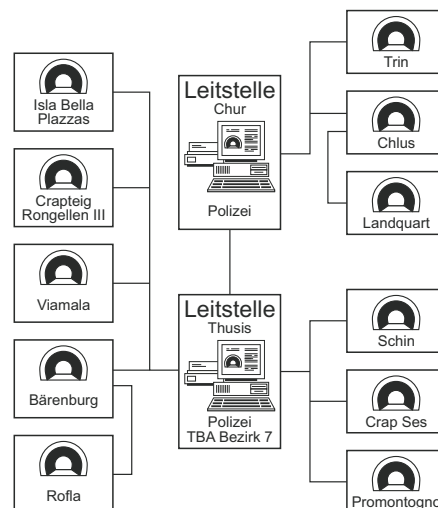 Isla Bella
Plazzas
Crapteig
Rongellen III
Viamala
Bärenburg
Rofla
Leitstelle
Chur
Polizei
Leitstelle
Thusis
Polizei
TBA Bezirk 7
Trin
Chlus
Landquart
Schin
Crap Ses
Promontogno